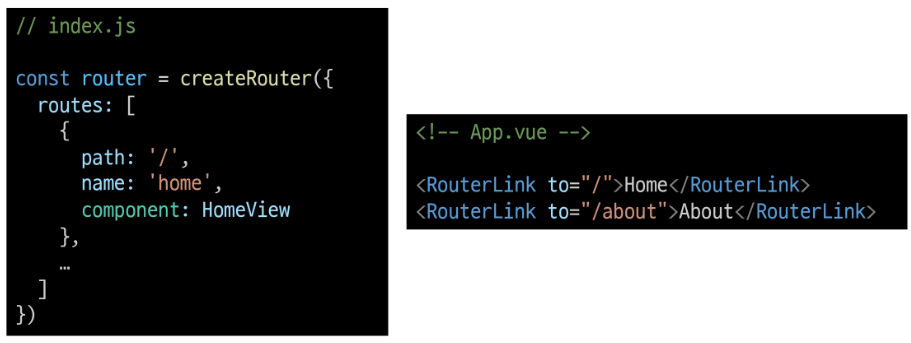 // index.js
const router = createRouter({
  routes: [
    {
      path: '/',
      name: 'home',
      component: HomeView
    },
    …
  ]
})
<!-- App.vue -->
<RouterLink to="/">Home</RouterLink>
<RouterLink to="/about">About</RouterLink>